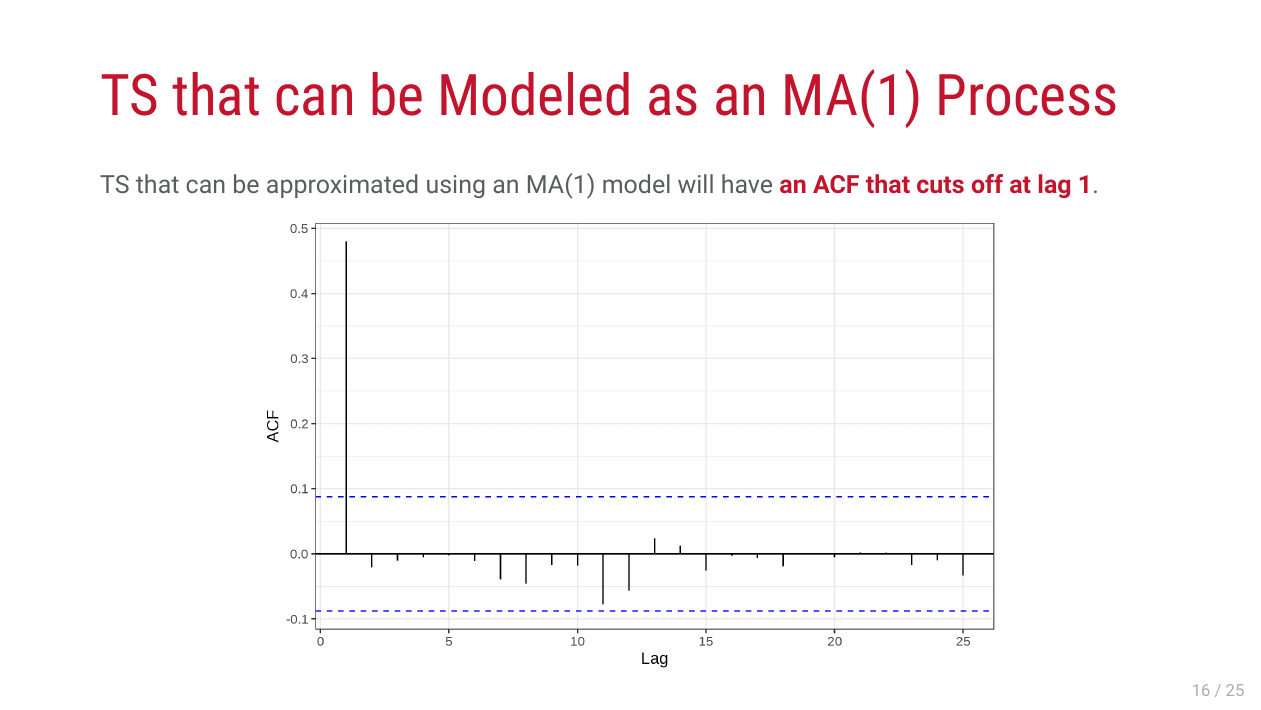 TS that can be Modeled as an MA(1) Process
TS that can be approximated using an MA(1) model will have an ACF that cuts off at lag 1.
0.5
0.4
0.3
0.2
0.1
0.0
-0.1
ACF
0 5 10 15 20 25
Lag
16 / 25